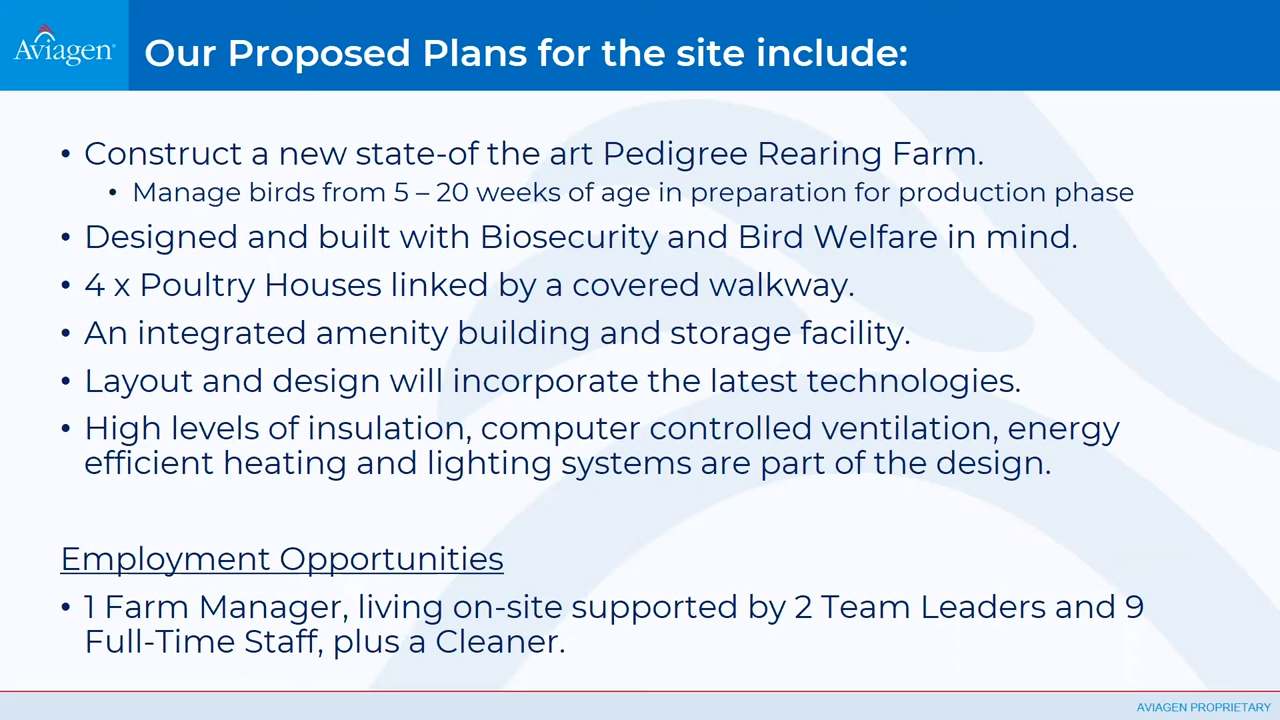 Aviagen®
Our Proposed Plans for the site include:
• Construct a new state-of the art Pedigree Rearing Farm.
• Manage birds from 5 – 20 weeks of age in preparation for production phase
• Designed and built with Biosecurity and Bird Welfare in mind.
• 4 x Poultry Houses linked by a covered walkway.
• An integrated amenity building and storage facility.
• Layout and design will incorporate the latest technologies.
• High levels of insulation, computer controlled ventilation, energy
efficient heating and lighting systems are part of the design.
Employment Opportunities
• 1 Farm Manager, living on-site supported by 2 Team Leaders and 9
Full-Time Staff, plus a Cleaner.
AVIAGEN PROPRIETARY